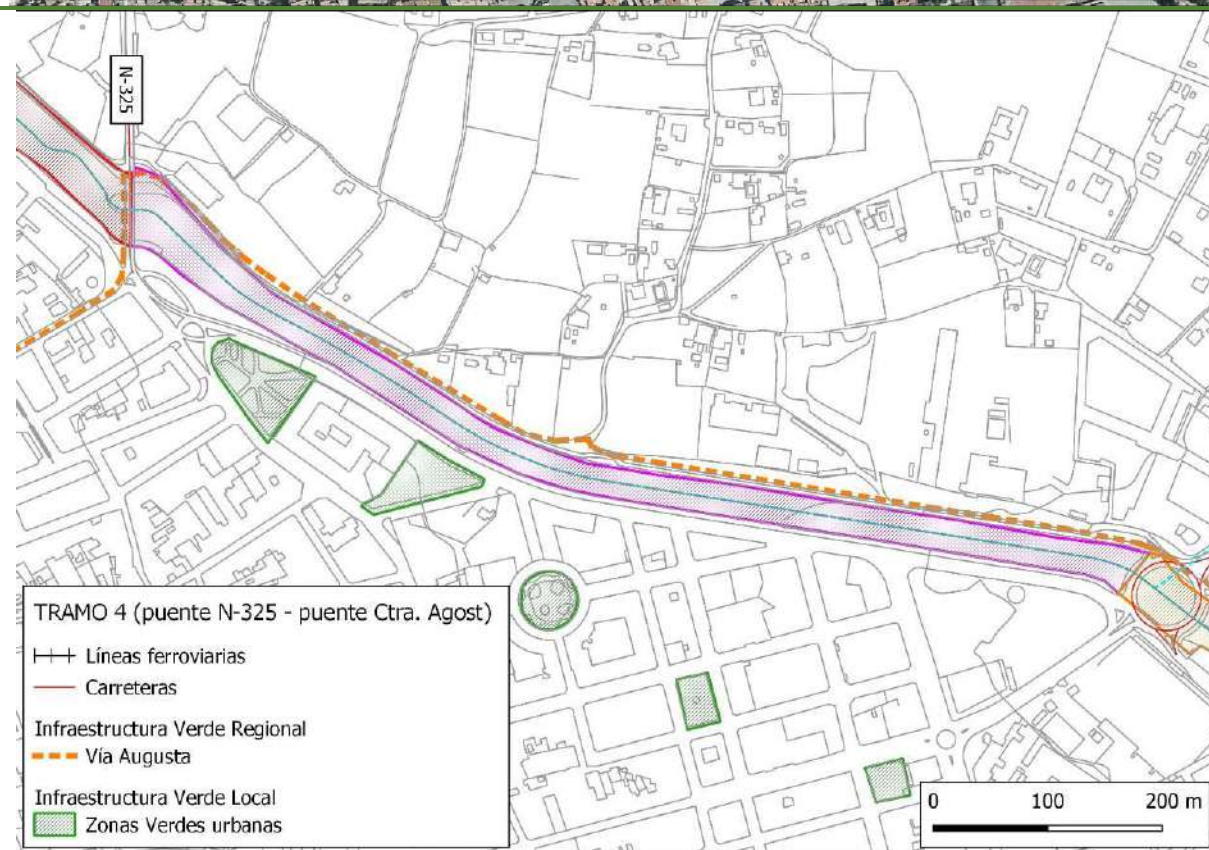 N-325
TRAMO 4 (puente N-325 - puente Ctra. Agost)
Líneas ferroviarias
Carreteras
Infraestructura Verde Regional
Vía Augusta
Infraestructura Verde Local
Zonas Verdes urbanas
0 100 200 m